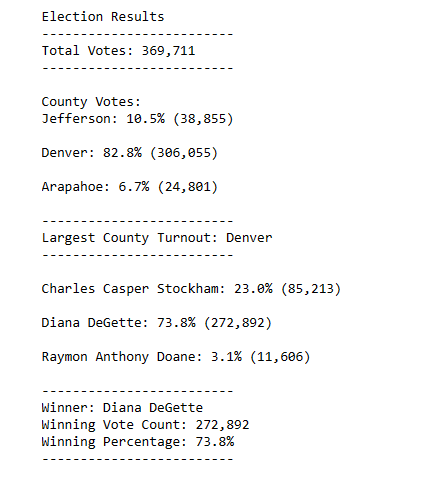 Election Results
-------------------------
Total Votes: 369,711
-------------------------
County Votes:
Jefferson: 10.5% (38,855)
Denver: 82.8% (306,055)
Arapahoe: 6.7% (24,801)
-------------------------
Largest County Turnout: Denver
-------------------------
Charles Casper Stockham: 23.0% (85,213)
Diana DeGette: 73.8% (272,892)
Raymon Anthony Doane: 3.1% (11,606)
-------------------------
Winner: Diana DeGette
Winning Vote Count: 272,892
Winning Percentage: 73.8%
-------------------------